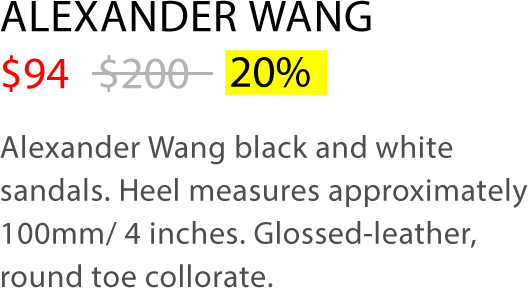 ALEXANDER WANG
$94 $200 20%
Alexander Wang black and white
sandals. Heel measures approximately
100mm/ 4 inches. Glossed-leather,
round toe collorate.